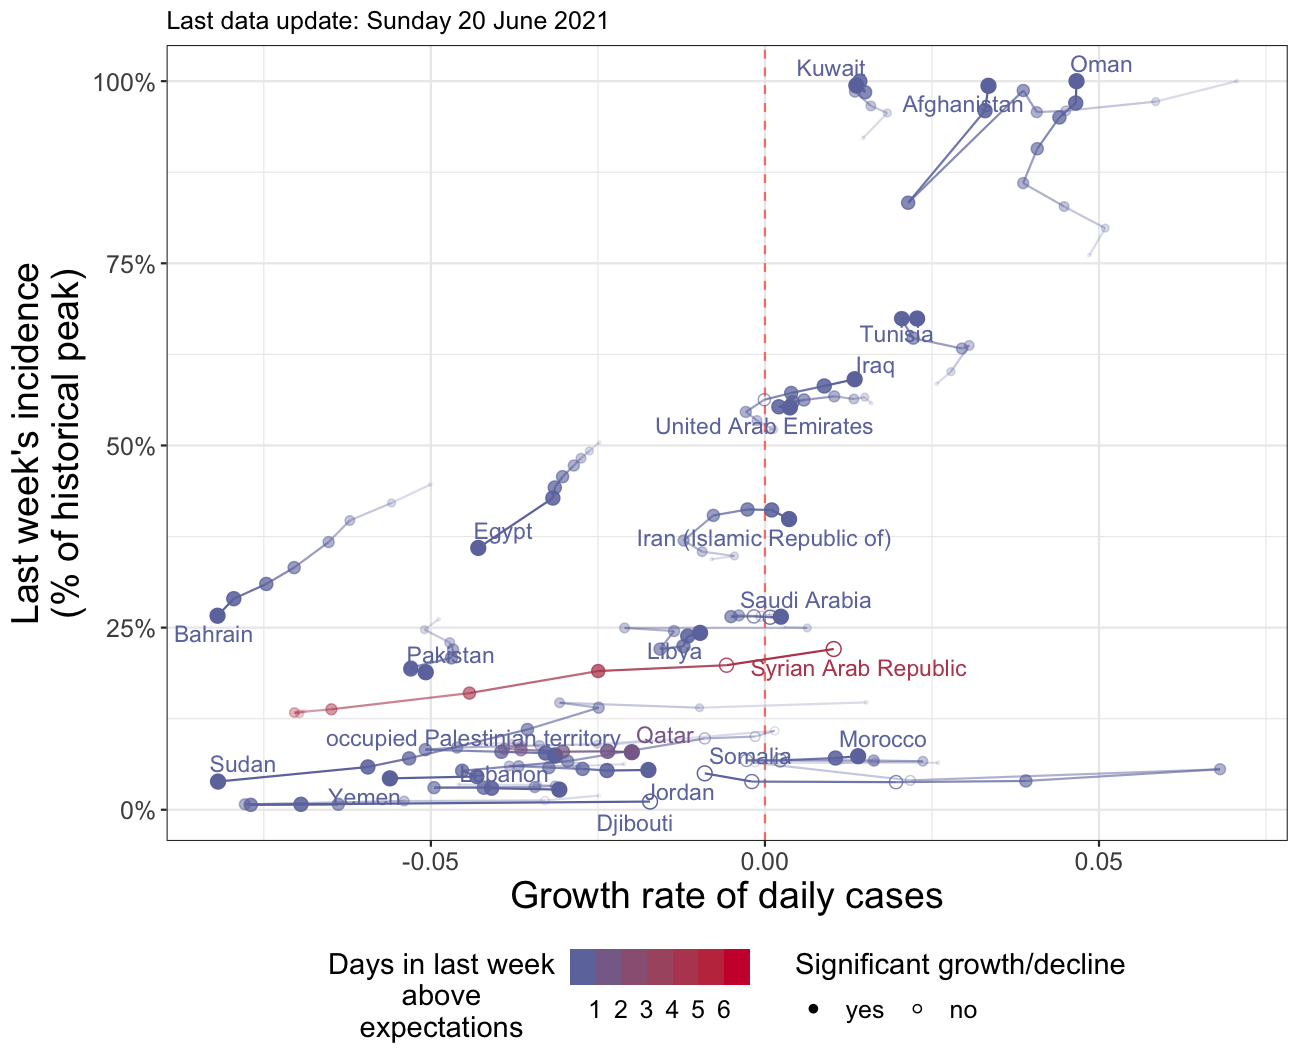 Last data update: Sunday 20 June 2021
Last week's incidence
(% of historical peak)
100%
75%
50%
25%
0%
Kuwait
Oman
Afghanistan
Tunisia
Iraq
United Arab Emirates
Egypt
Iran (Islamic Republic of)
Saudi Arabia
Bahrain
Pakistan
Libya
Syrian Arab Republic
occupied Palestinian territory
Qatar
Morocco
Somalia
Sudan
Lebanon
Yemen
Jordan
Djibouti
-0.05
0.00
0.05
Growth rate of daily cases
Days in last week
above
expectations
1 2 3 4 5 6
Significant growth/decline
yes
no